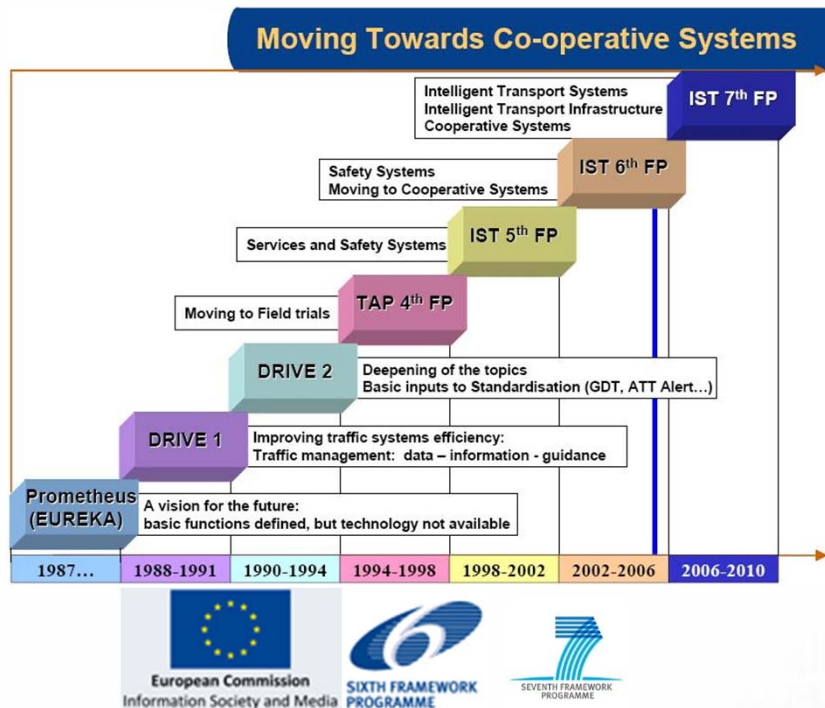 Moving Towards Co-operative Systems
Intelligent Transport Systems
Intelligent Transport Infrastructure
Cooperative Systems
IST 7th FP
Safety Systems
Moving to Cooperative Systems
IST 6th FP
Services and Safety Systems
IST 5th FP
Moving to Field trials
TAP 4th FP
DRIVE 2
Deepening of the topics
Basic inputs to Standardisation (GDT, ATT Alert...)
DRIVE 1
Improving traffic systems efficiency:
Traffic management: data – information - guidance
Prometheus
(EUREKA)
A vision for the future:
basic functions defined, but technology not available
1987... 1988-1991 1990-1994 1994-1998 1998-2002 2002-2006 2006-2010
European Commission
Information Society and Media
6
SIXTH FRAMEWORK
PROGRAMME
7
SEVENTH FRAMEWORK
PROGRAMME